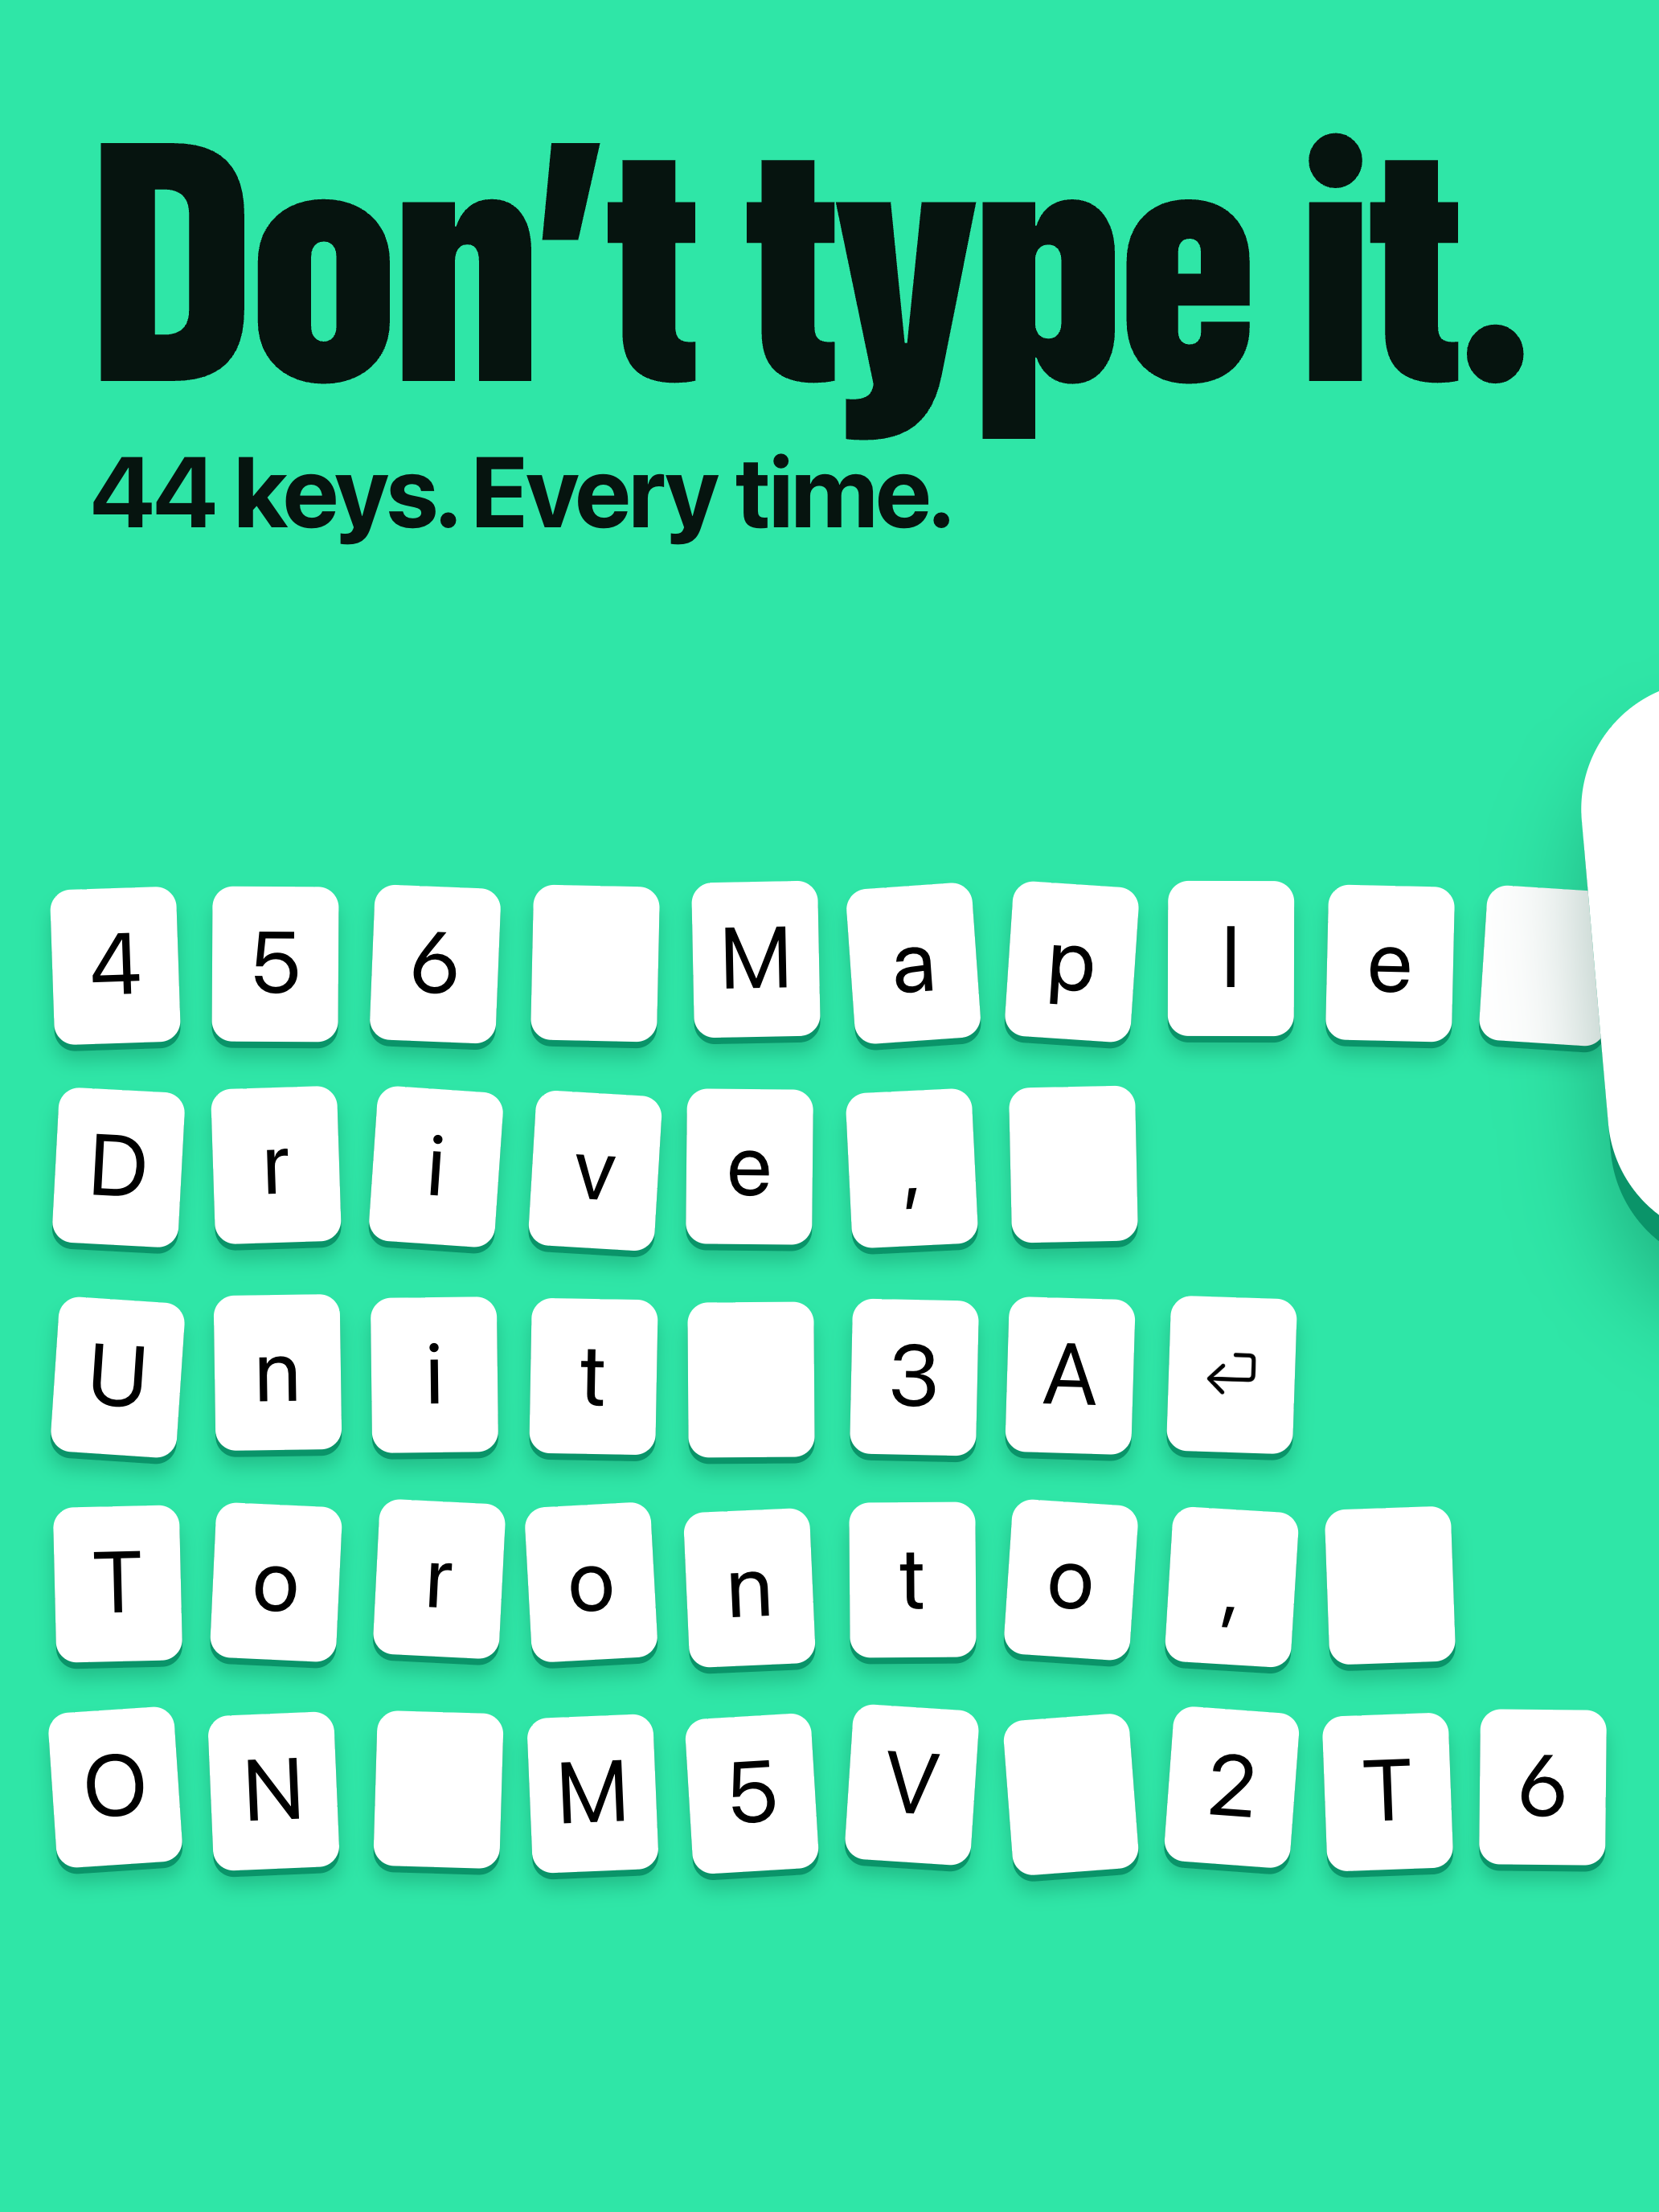 Don’t type it.
44 keys. Every time.
456 Maple
Drive,
Unit 3A ⏎
Toronto,
ON M5V 2T6